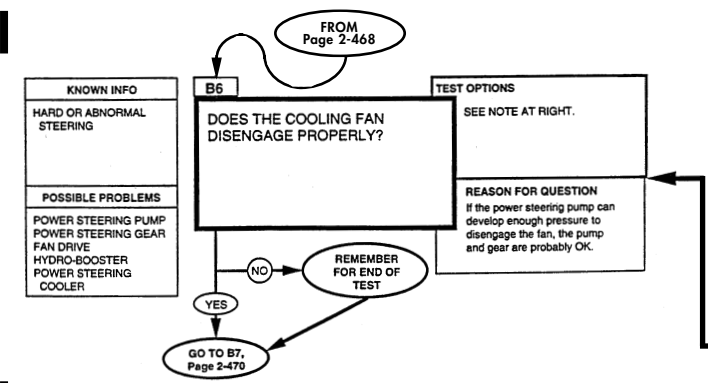 FROM
Page 2-468
B6
KNOWN INFO
HARD OR ABNORMAL
STEERING
POSSIBLE PROBLEMS
POWER STEERING PUMP
POWER STEERING GEAR
FAN DRIVE
HYDRO-BOOSTER
POWER STEERING
COOLER
DOES THE COOLING FAN
DISENGAGE PROPERLY?
TEST OPTIONS
SEE NOTE AT RIGHT.
REASON FOR QUESTION
If the power steering pump can
develop enough pressure to
disengage the fan, the pump
and gear are probably OK.
NO
REMEMBER
FOR END OF
TEST
YES
GO TO B7,
Page 2-470